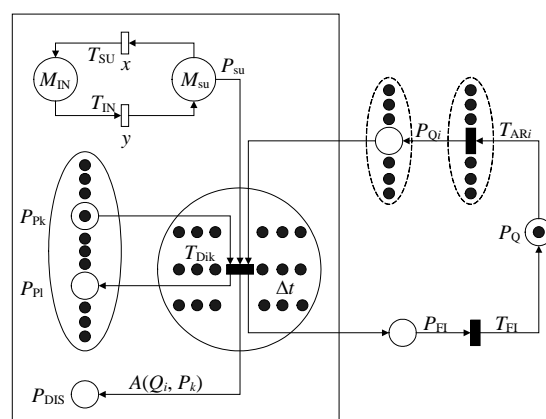 T_SU x
P_su
M_IN
M_su
T_IN
y
P_Qi
T_ARi
P_Pk
T_Dik
P_Q
P_Pl
Δt
P_FI
T_FI
A(Q_i, P_k)
P_DIS